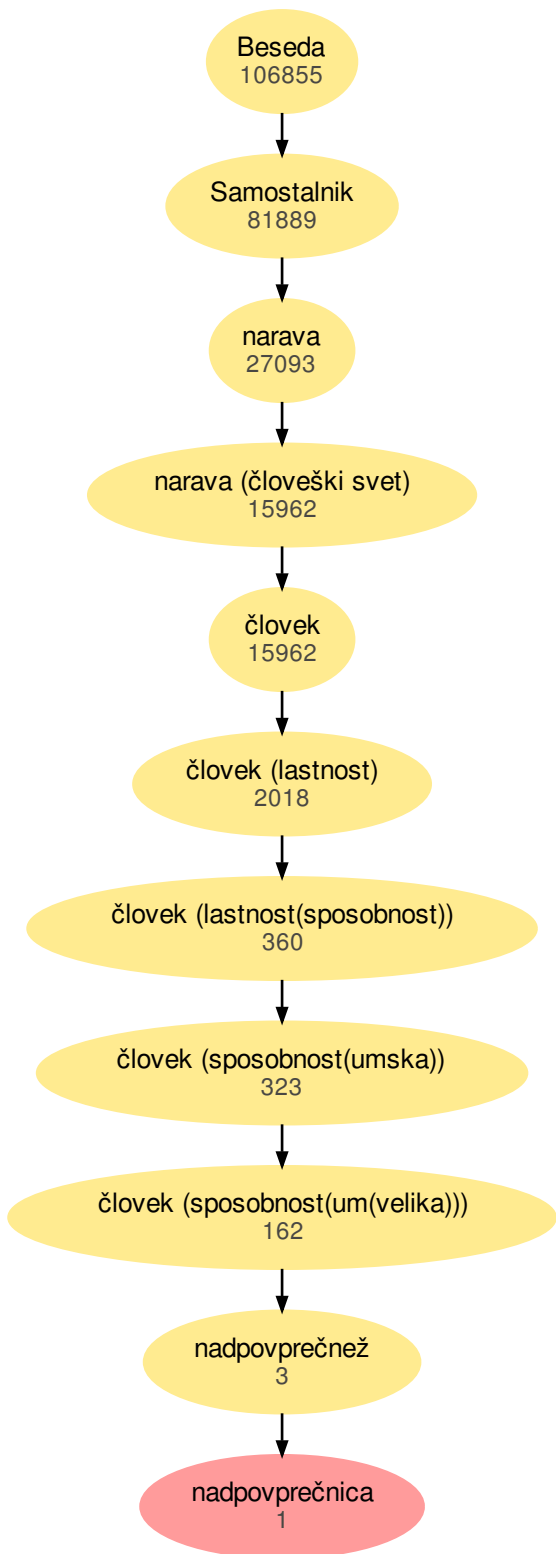 Beseda
106855
Samostalnik
81889
narava
27093
narava (človeški svet)
15962
človek
15962
človek (lastnost)
2018
človek (lastnost(sposobnost))
360
človek (sposobnost(umska))
323
človek (sposobnost(um(velika)))
162
nadpovprečnež
3
nadpovprečnica
1